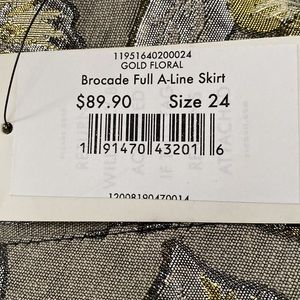 11951640200024
GOLD FLORAL
Brocade Full A-Line Skirt
$89.90 Size 24
1 91470 43201 6
12008190470014